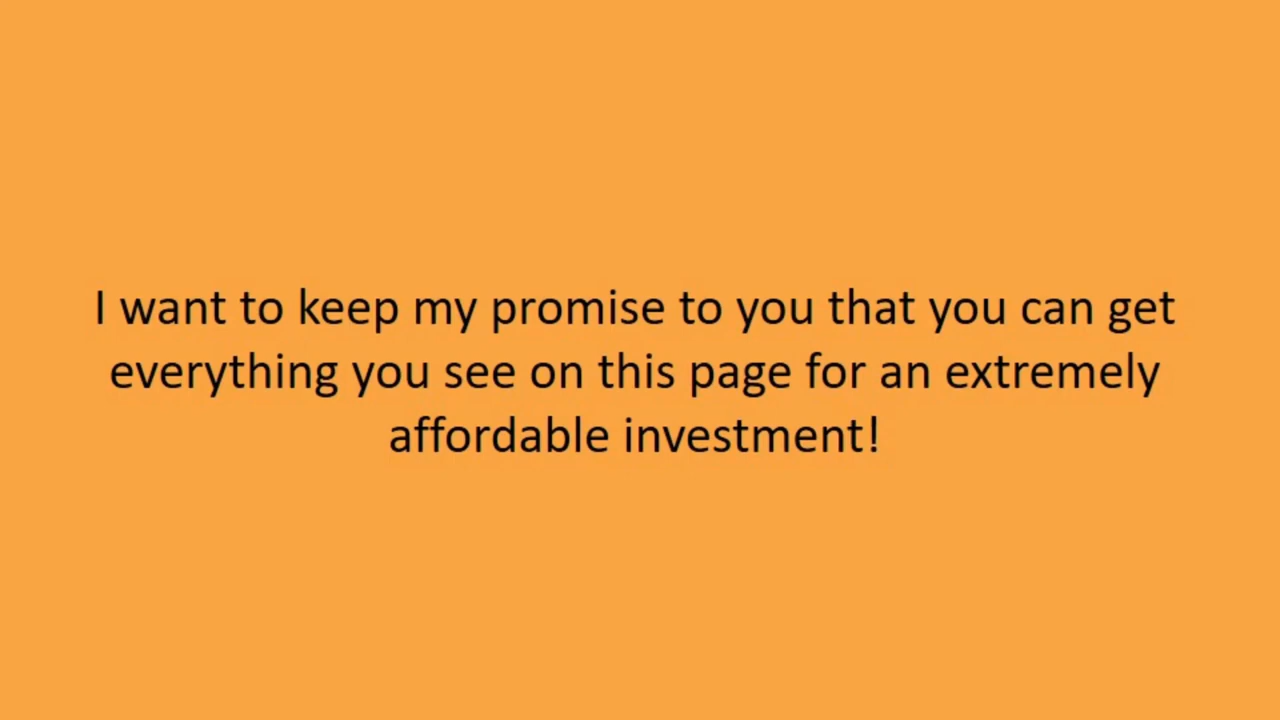 I want to keep my promise to you that you can get
everything you see on this page for an extremely
affordable investment!